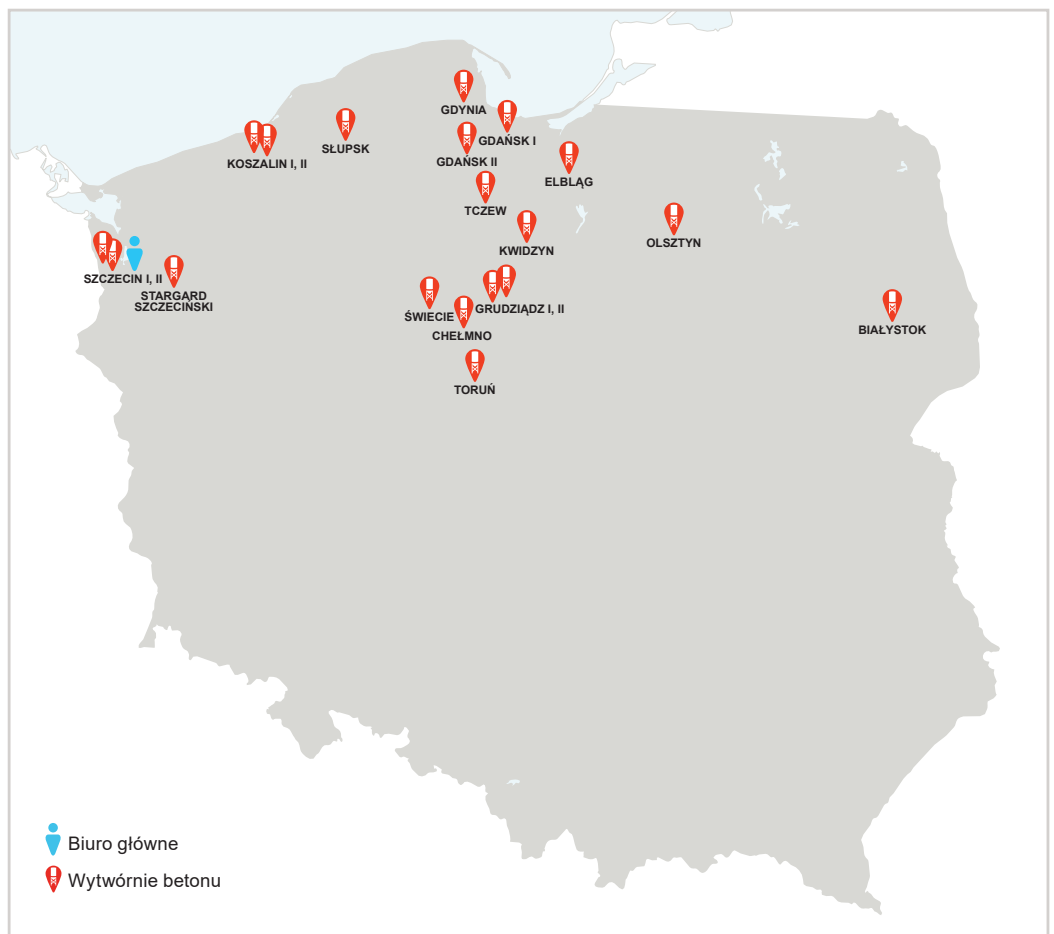 GDYNIA
GDAŃSK I
SŁUPSK
KOSZALIN I, II
GDAŃSK II
ELBLĄG
TCZEW
OLSZTYN
KWIDZYN
SZCZECIN I, II
STARGARD
SZCZECIŃSKI
ŚWIECIE
GRUDZIĄDZ I, II
BIAŁYSTOK
CHEŁMNO
TORUŃ
Biuro główne
Wytwórnie betonu